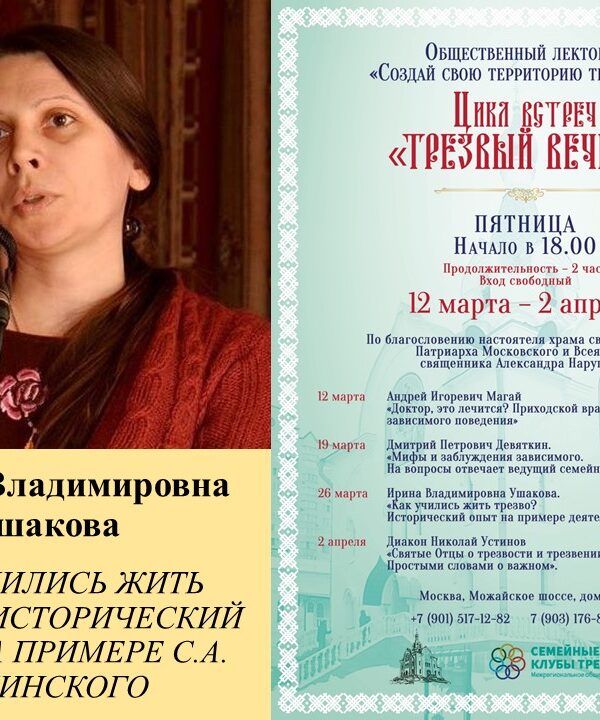 Владимировна
шакова
ИЛИСЬ ЖИТЬ
ИСТОРИЧЕСКИЙ
ПРИМЕРЕ С.А.
ИНСКОГО
Общественный лекто
«Создай свою территорию т
Цикл встреч
«ТРЕЗВЫЙ ВЕЧ
ПЯТНИЦА
Начало в 18.00
Продолжительность – 2 час
Вход свободный
12 марта – 2 апр
По благословению настоятеля храма св
Патриарха Московского и Всея
священника Александра Нару
12 марта Андрей Игоревич Магай
«Доктор, это лечится? Приходской вра
зависимого поведения»
19 марта Дмитрий Петрович Девяткин.
«Мифы и заблуждения зависимого.
На вопросы отвечает ведущий семейн
26 марта Ирина Владимировна Ушакова.
«Как учились жить трезво?
Исторический опыт на примере деяте
2 апреля Диакон Николай Устинов
«Святые Отцы о трезвости и трезвени
Простыми словами о важном».
Москва, Можайское шоссе, дом
+7 (901) 517-12-82 7 (903) 176-8
СЕМЕЙНЫЕ
КЛУБЫ ТРЕ
Межрегиональное общ